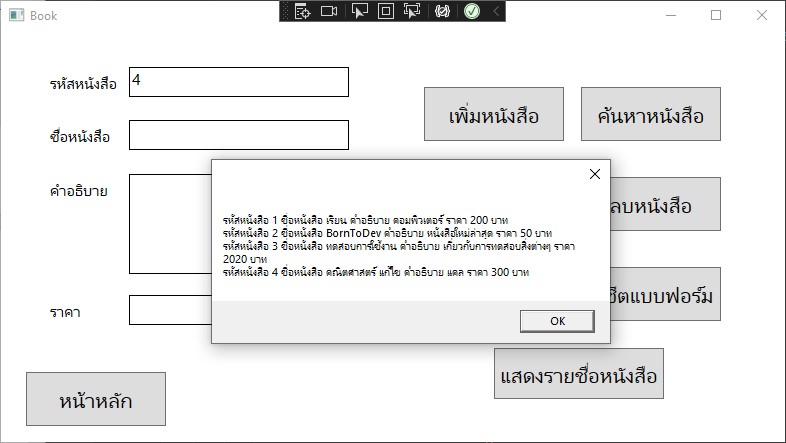 Book
รหัสหนังสือ
4
เพิ่มหนังสือ
ค้นหาหนังสือ
ชื่อหนังสือ
คำอธิบาย
ลบหนังสือ
รหัสหนังสือ 1 ชื่อหนังสือ เรียน คำอธิบาย คอมพิวเตอร์ ราคา 200 บาท
รหัสหนังสือ 2 ชื่อหนังสือ BornToDev คำอธิบาย หนังสือใหม่ล่าสุด ราคา 50 บาท
รหัสหนังสือ 3 ชื่อหนังสือ ทดสอบการใช้งาน คำอธิบาย เกี่ยวกับการทดสอบสิ่งต่างๆ ราคา
2020 บาท
รหัสหนังสือ 4 ชื่อหนังสือ คณิตศาสตร์ แก้ไข คำอธิบาย แคล ราคา 300 บาท
OK
ซ็ตแบบฟอร์ม
ราคา
แสดงรายชื่อหนังสือ
หน้าหลัก